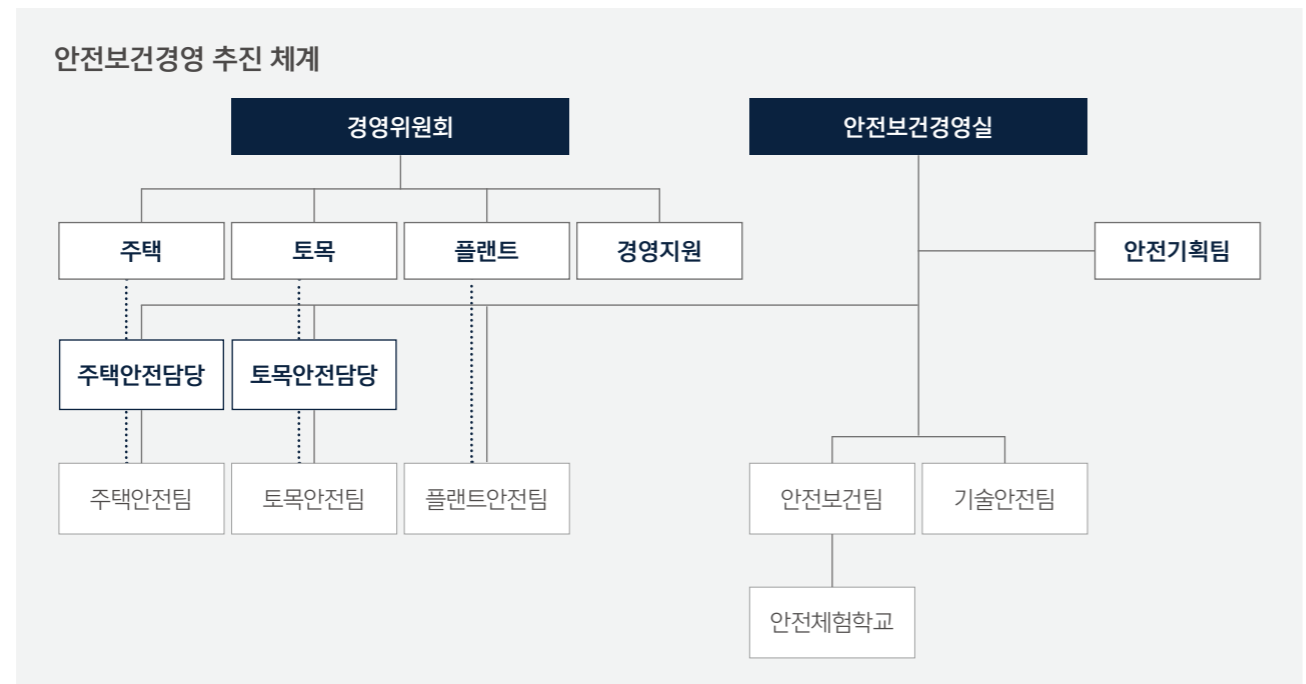 안전보건경영 추진 체계
경영위원회
안전보건경영실
주택
토목
플랜트
경영지원
안전기획팀
주택안전담당
토목안전담당
주택안전팀
토목안전팀
플랜트안전팀
안전보건팀
기술안전팀
안전체험학교